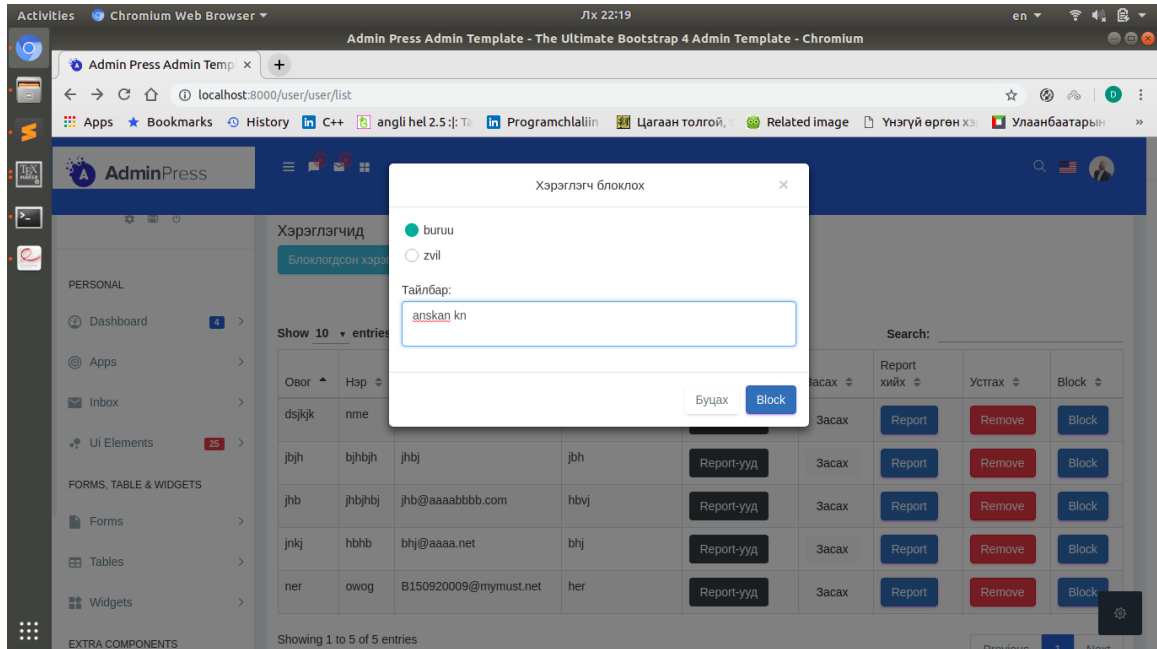 Activities Chromium Web Browser ▾ Лх 22:19 en ▾
Admin Press Admin Template - The Ultimate Bootstrap 4 Admin Template - Chromium
Admin Press Admin Temp × +
localhost:8000/user/user/list D
Apps Bookmarks History C++ angli hel 2.5 :|: Ta Programchlaliin Цагаан толгой, Related image Үнэгүй өргөн хэ Улаанбаатарын »
AdminPress
Хэрэглэгч блоклох ×
buruu
zvil
Тайлбар:
anskan kn
Буцах Block
PERSONAL
Dashboard 4
Apps
Inbox
Ui Elements 25
FORMS, TABLE & WIDGETS
Forms
Tables
Widgets
EXTRA COMPONENTS
Хэрэглэгчид
Блоклогдсон хэрэг
Show 10 entries Search:
Овог Нэр Засах Report хийх Устгах Block
dsjkjk nme Засах Report Remove Block
jbjh bjhbjh jhbj jbh Report-ууд Засах Report Remove Block
jhb jhbjhbj jhb@aaaabbbb.com hbvj Report-ууд Засах Report Remove Block
jnkj hbhb bhj@aaaa.net bhj Report-ууд Засах Report Remove Block
ner owog B150920009@mymust.net her Report-ууд Засах Report Remove Block
Showing 1 to 5 of 5 entries
Previous 1 Next